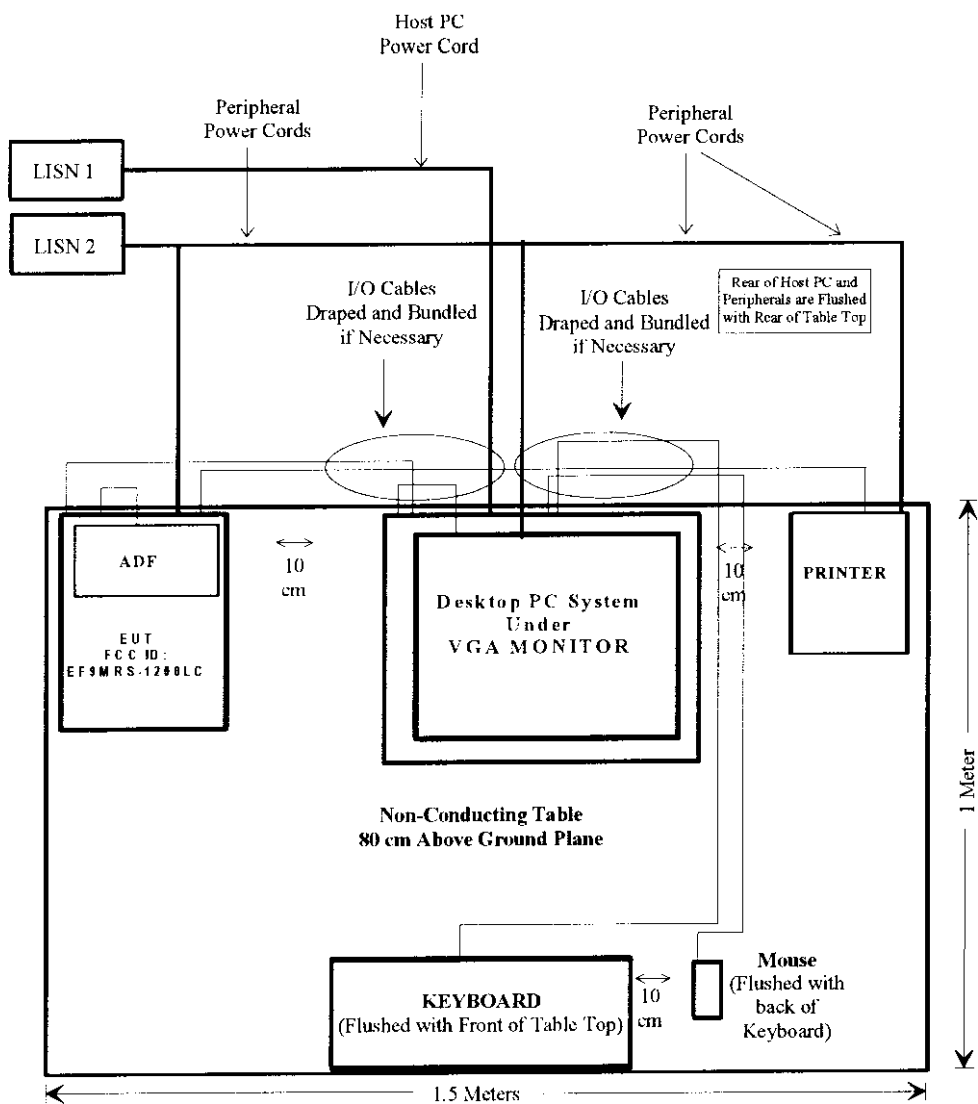 Host PC
Power Cord
Peripheral
Power Cords
Peripheral
Power Cords
LISN 1
LISN 2
I/O Cables
Draped and Bundled
if Necessary
I/O Cables
Draped and Bundled
if Necessary
Rear of Host PC and
Peripherals are Flushed
with Rear of Table Top
ADF
EUT
FCC ID:
EF9MRS-1200LC
10
cm
Desktop PC System
Under
VGA MONITOR
10
cm
PRINTER
1 Meter
Non-Conducting Table
80 cm Above Ground Plane
KEYBOARD
(Flushed with Front of Table Top)
10
cm
Mouse
(Flushed with
back of
Keyboard)
1.5 Meters